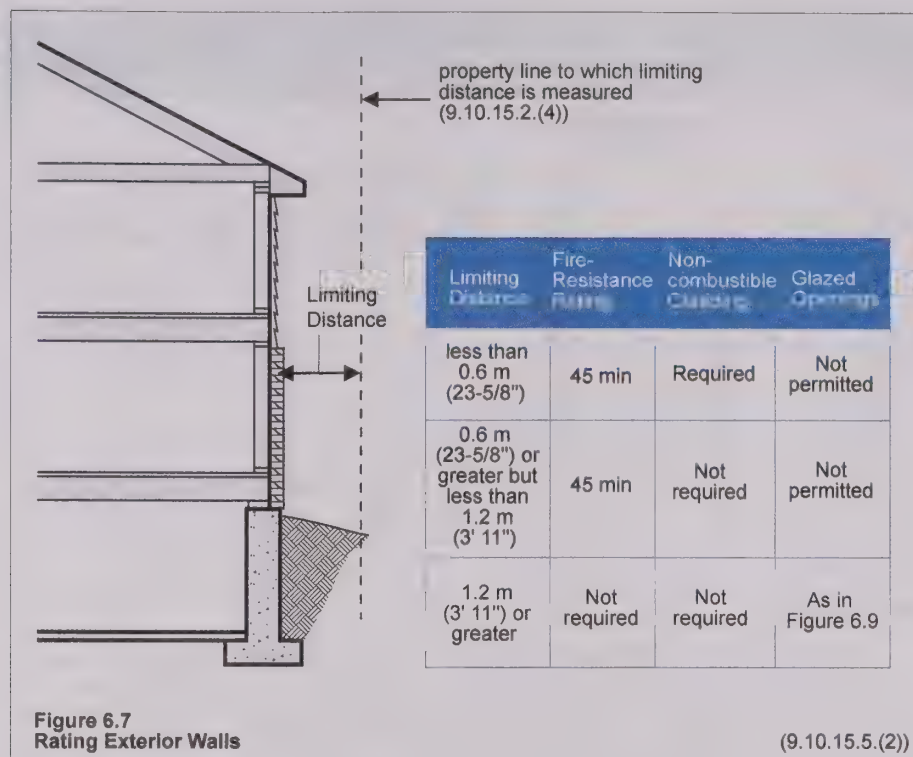 property line to which limiting
distance is measured
(9.10.15.2.(4))
Limiting
Distance
Limiting Distance
Fire-Resistance Rating
Non-combustible Cladding
Glazed Openings
less than
0.6 m
(23-5/8")
45 min
Required
Not
permitted
0.6 m
(23-5/8") or
greater but
less than
1.2 m
(3' 11")
45 min
Not
required
Not
permitted
1.2 m
(3' 11") or
greater
Not
required
Not
required
As in
Figure 6.9
Figure 6.7
Rating Exterior Walls
(9.10.15.5.(2))